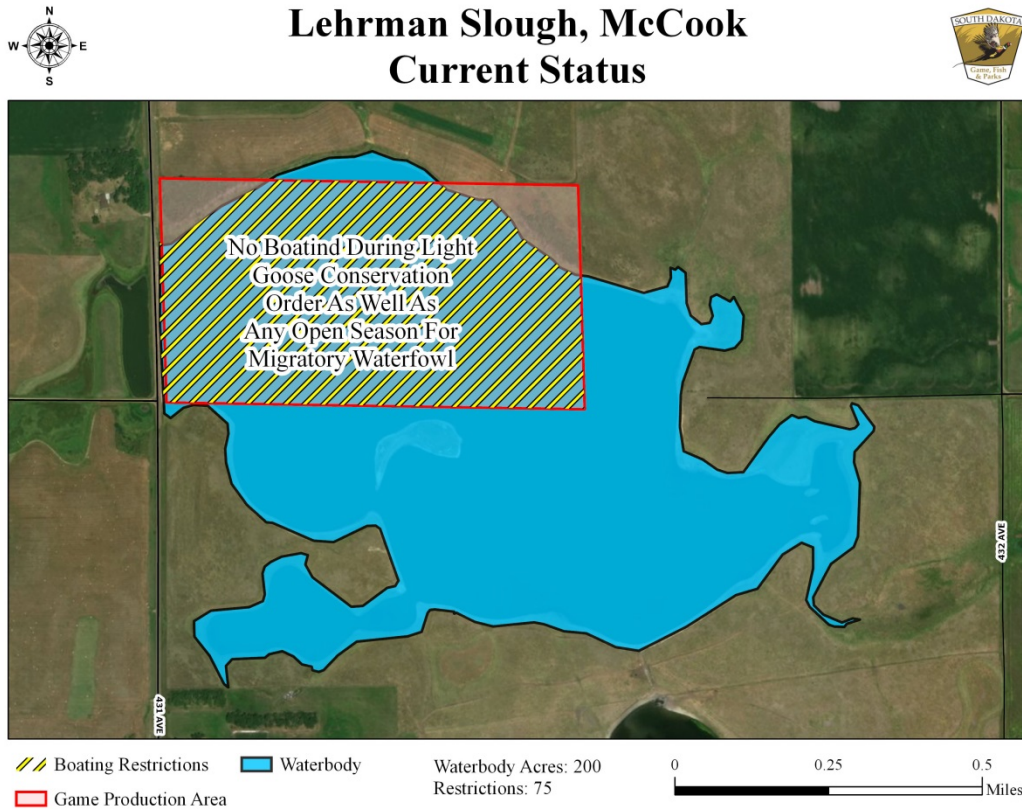 Lehrman Slough, McCook
Current Status
N
W
E
S
SOUTH DAKOTA
Game, Fish
& Parks
No Boatind During Light
Goose Conservation
Order As Well As
Any Open Season For
Migratory Waterfowl
432 AVE
431 AVE
Boating Restrictions
Waterbody
Game Production Area
Waterbody Acres: 200
Restrictions: 75
0
0.25
0.5
Miles